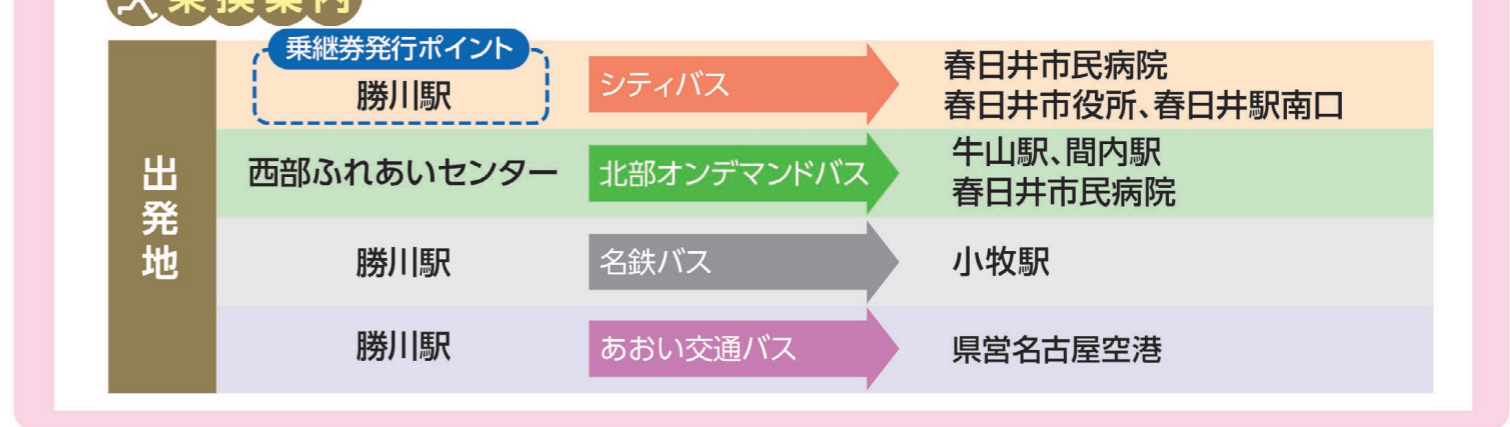 乗換案内
出発地
乗継券発行ポイント
勝川駅
シティバス
春日井市民病院
春日井市役所、春日井駅南口
西部ふれあいセンター
北部オンデマンドバス
牛山駅、間内駅
春日井市民病院
勝川駅
名鉄バス
小牧駅
勝川駅
あおい交通バス
県営名古屋空港